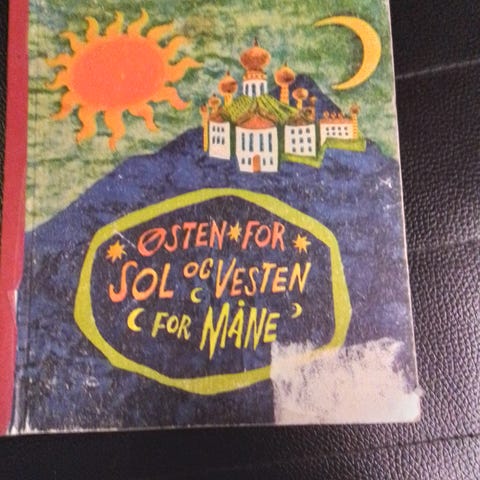 ØSTEN FOR
SOL OG VESTEN
FOR MÅNE